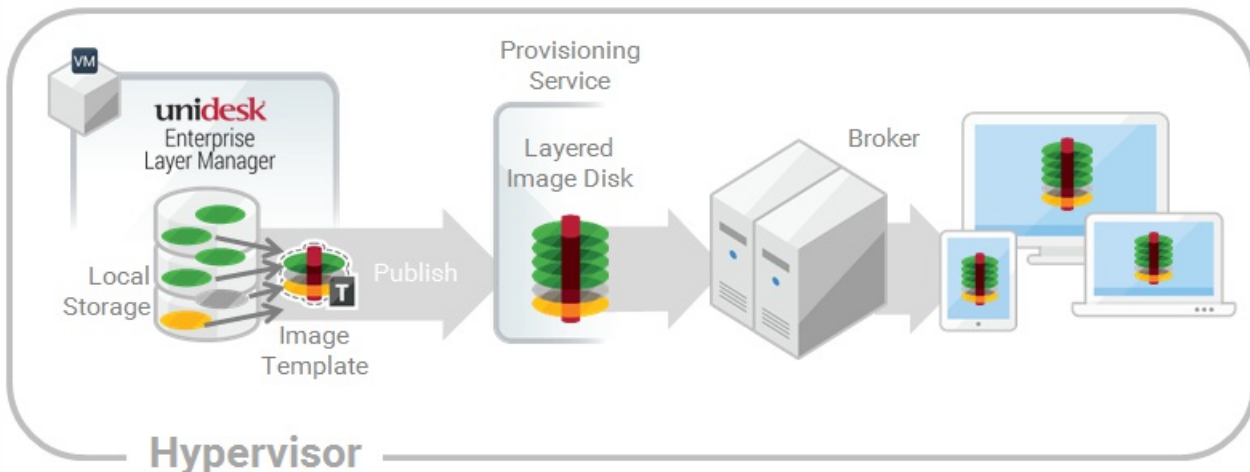 VM
unidesk
Enterprise
Layer Manager
Local
Storage
T
Image
Template
Publish
Provisioning
Service
Layered
Image Disk
Broker
Hypervisor